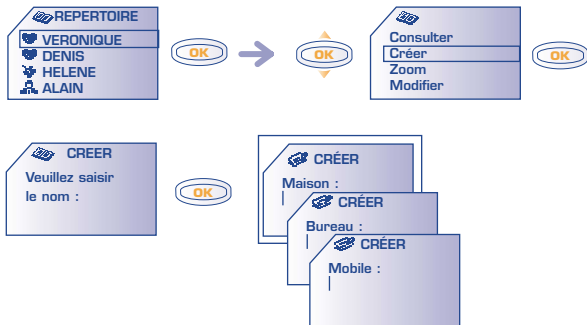 REPERTOIRE
VERONIQUE
DENIS
HELENE
ALAIN
OK
OK
Consulter
Créer
Zoom
Modifier
OK
CREER
Veuillez saisir
le nom :
OK
CRÉER
Maison :
CRÉER
Bureau :
CRÉER
Mobile :